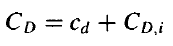 C_D = c_d + C_{D,i}